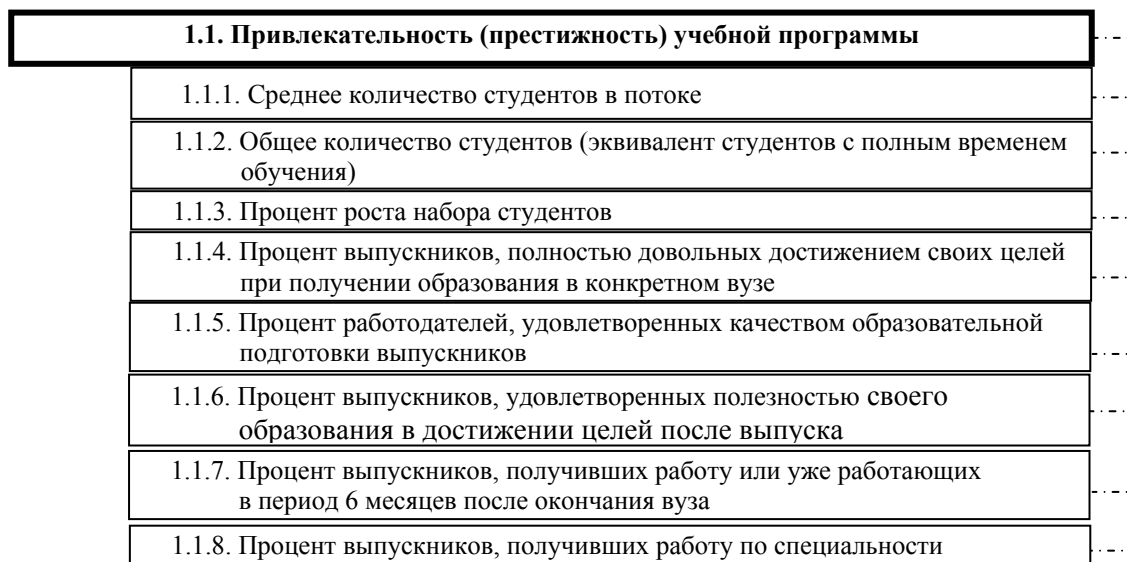 1.1. Привлекательность (престижность) учебной программы
1.1.1. Среднее количество студентов в потоке
1.1.2. Общее количество студентов (эквивалент студентов с полным временем
обучения)
1.1.3. Процент роста набора студентов
1.1.4. Процент выпускников, полностью довольных достижением своих целей
при получении образования в конкретном вузе
1.1.5. Процент работодателей, удовлетворенных качеством образовательной
подготовки выпускников
1.1.6. Процент выпускников, удовлетворенных полезностью своего
образования в достижении целей после выпуска
1.1.7. Процент выпускников, получивших работу или уже работающих
в период 6 месяцев после окончания вуза
1.1.8. Процент выпускников, получивших работу по специальности